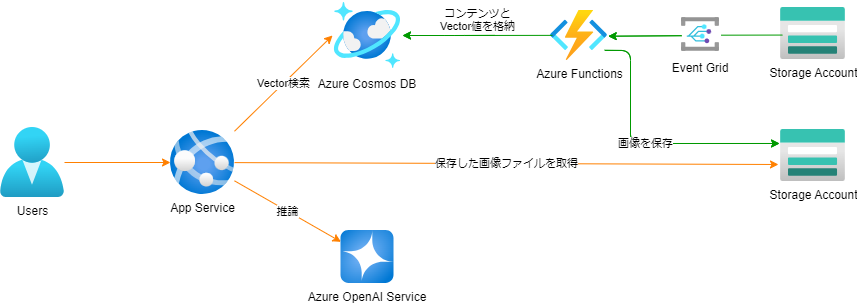 コンテンツと
Vector値を格納
Vector検索
Azure Cosmos DB
Azure Functions
Event Grid
Storage Account
画像を保存
保存した画像ファイルを取得
Users
App Service
Storage Account
推論
Azure OpenAI Service